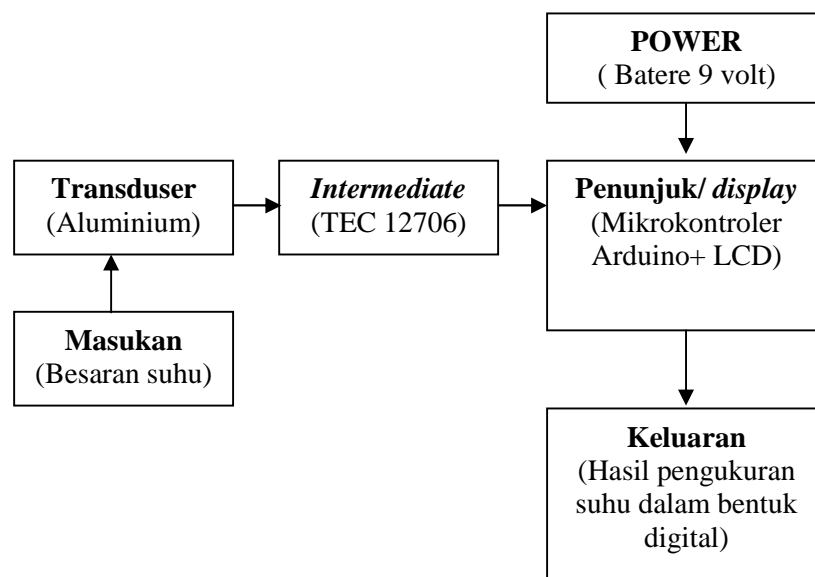 POWER
( Batere 9 volt)
Transduser
(Aluminium)
Intermediate
(TEC 12706)
Penunjuk/ display
(Mikrokontroler
Arduino+ LCD)
Masukan
(Besaran suhu)
Keluaran
(Hasil pengukuran
suhu dalam bentuk
digital)